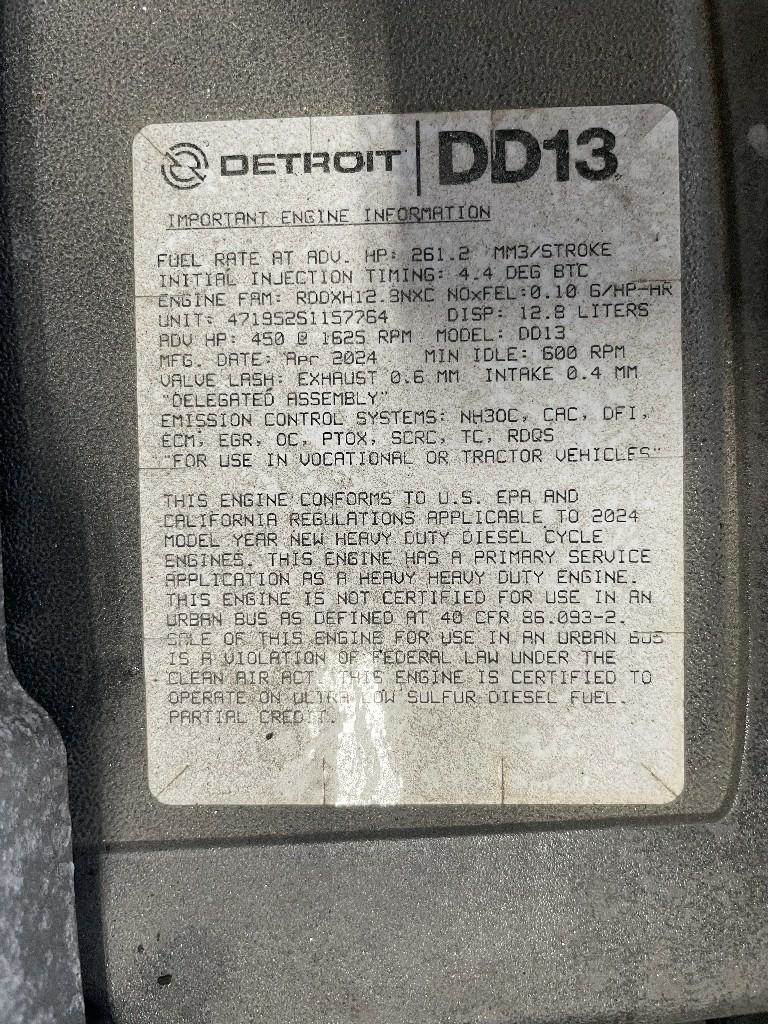 DETROIT DD13
IMPORTANT ENGINE INFORMATION
FUEL RATE AT ADV. HP: 261.2 MM3/STROKE
INITIAL INJECTION TIMING: 4.4 DEG BTC
ENGINE FAM: RDDXH12.8NXC NOxFEL:0.10 G/HP-HR
UNIT: 471952S1157764 DISP: 12.8 LITERS
ADV HP: 450 @ 1625 RPM MODEL: DD13
MFG. DATE: Apr 2024 MIN IDLE: 600 RPM
VALVE LASH: EXHAUST 0.6 MM INTAKE 0.4 MM
"DELEGATED ASSEMBLY"
EMISSION CONTROL SYSTEMS: NH3OC, CAC, DFI,
ECM, EGR, OC, PTOX, SCRC, TC, RDQS
"FOR USE IN VOCATIONAL OR TRACTOR VEHICLES"
THIS ENGINE CONFORMS TO U.S. EPA AND
CALIFORNIA REGULATIONS APPLICABLE TO 2024
MODEL YEAR NEW HEAVY DUTY DIESEL CYCLE
ENGINES. THIS ENGINE HAS A PRIMARY SERVICE
APPLICATION AS A HEAVY HEAVY DUTY ENGINE.
THIS ENGINE IS NOT CERTIFIED FOR USE IN AN
URBAN BUS AS DEFINED AT 40 CFR 86.093-2.
SALE OF THIS ENGINE FOR USE IN AN URBAN BUS
IS A VIOLATION OF FEDERAL LAW UNDER THE
CLEAN AIR ACT. THIS ENGINE IS CERTIFIED TO
OPERATE ON ULTRA LOW SULFUR DIESEL FUEL.
PARTIAL CREDIT.